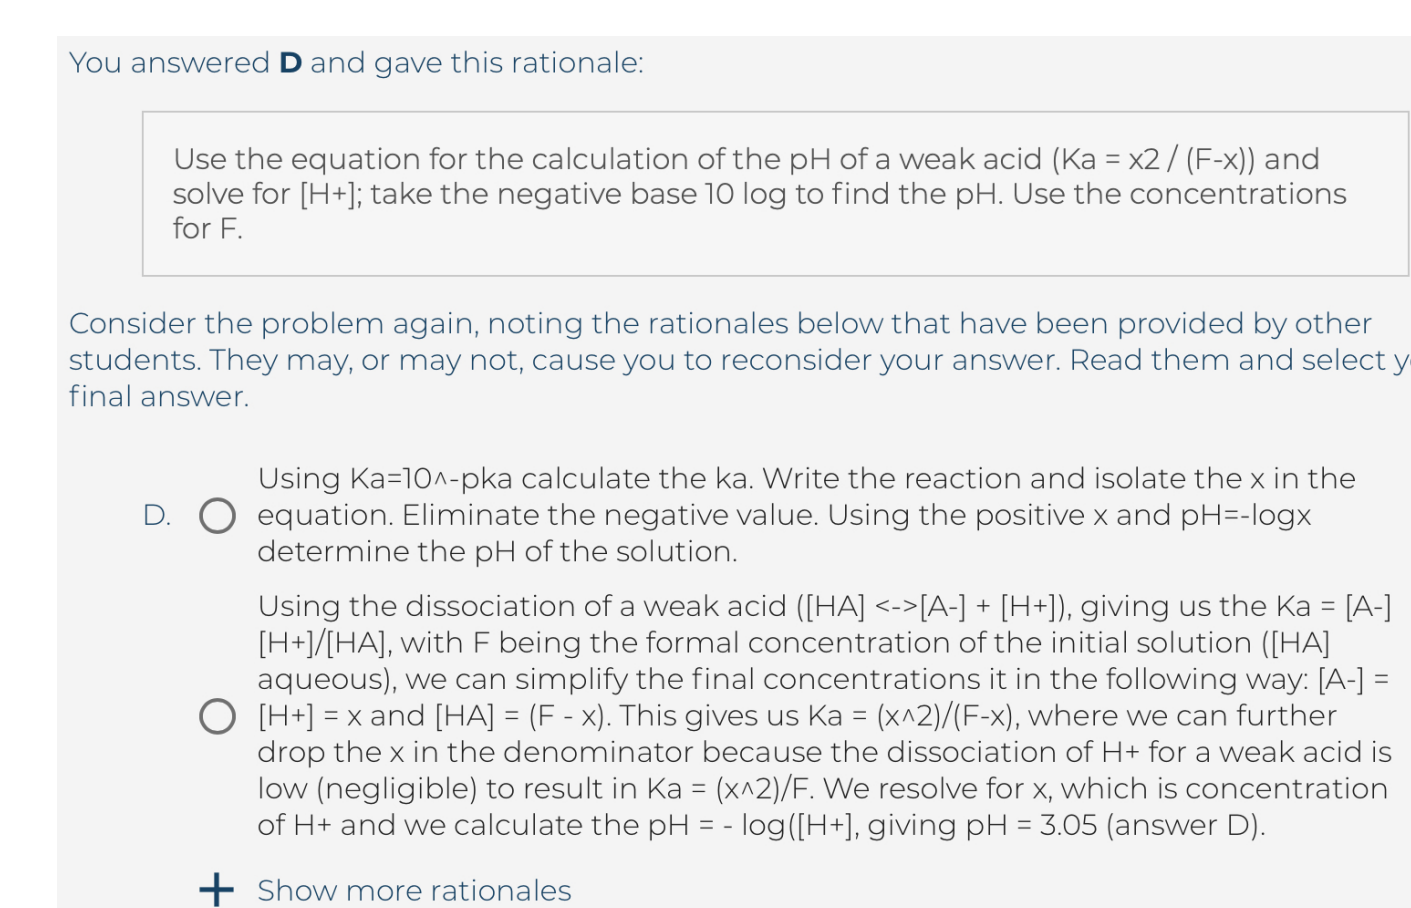 You answered D and gave this rationale:
Use the equation for the calculation of the pH of a weak acid (Ka = x2 / (F-x)) and
solve for [H+]; take the negative base 10 log to find the pH. Use the concentrations
for F.
Consider the problem again, noting the rationales below that have been provided by other
students. They may, or may not, cause you to reconsider your answer. Read them and select
final answer.
Using Ka=10^-pka calculate the ka. Write the reaction and isolate the x in the
D. equation. Eliminate the negative value. Using the positive x and pH=-logx
determine the pH of the solution.
Using the dissociation of a weak acid ([HA] <->[A-] + [H+]), giving us the Ka = [A-]
[H+]/[HA], with F being the formal concentration of the initial solution ([HA]
aqueous), we can simplify the final concentrations it in the following way: [A-] =
[H+] = x and [HA] = (F - x). This gives us Ka = (x^2)/(F-x), where we can further
drop the x in the denominator because the dissociation of H+ for a weak acid is
low (negligible) to result in Ka = (x^2)/F. We resolve for x, which is concentration
of H+ and we calculate the pH = - log([H+], giving pH = 3.05 (answer D).
+ Show more rationales